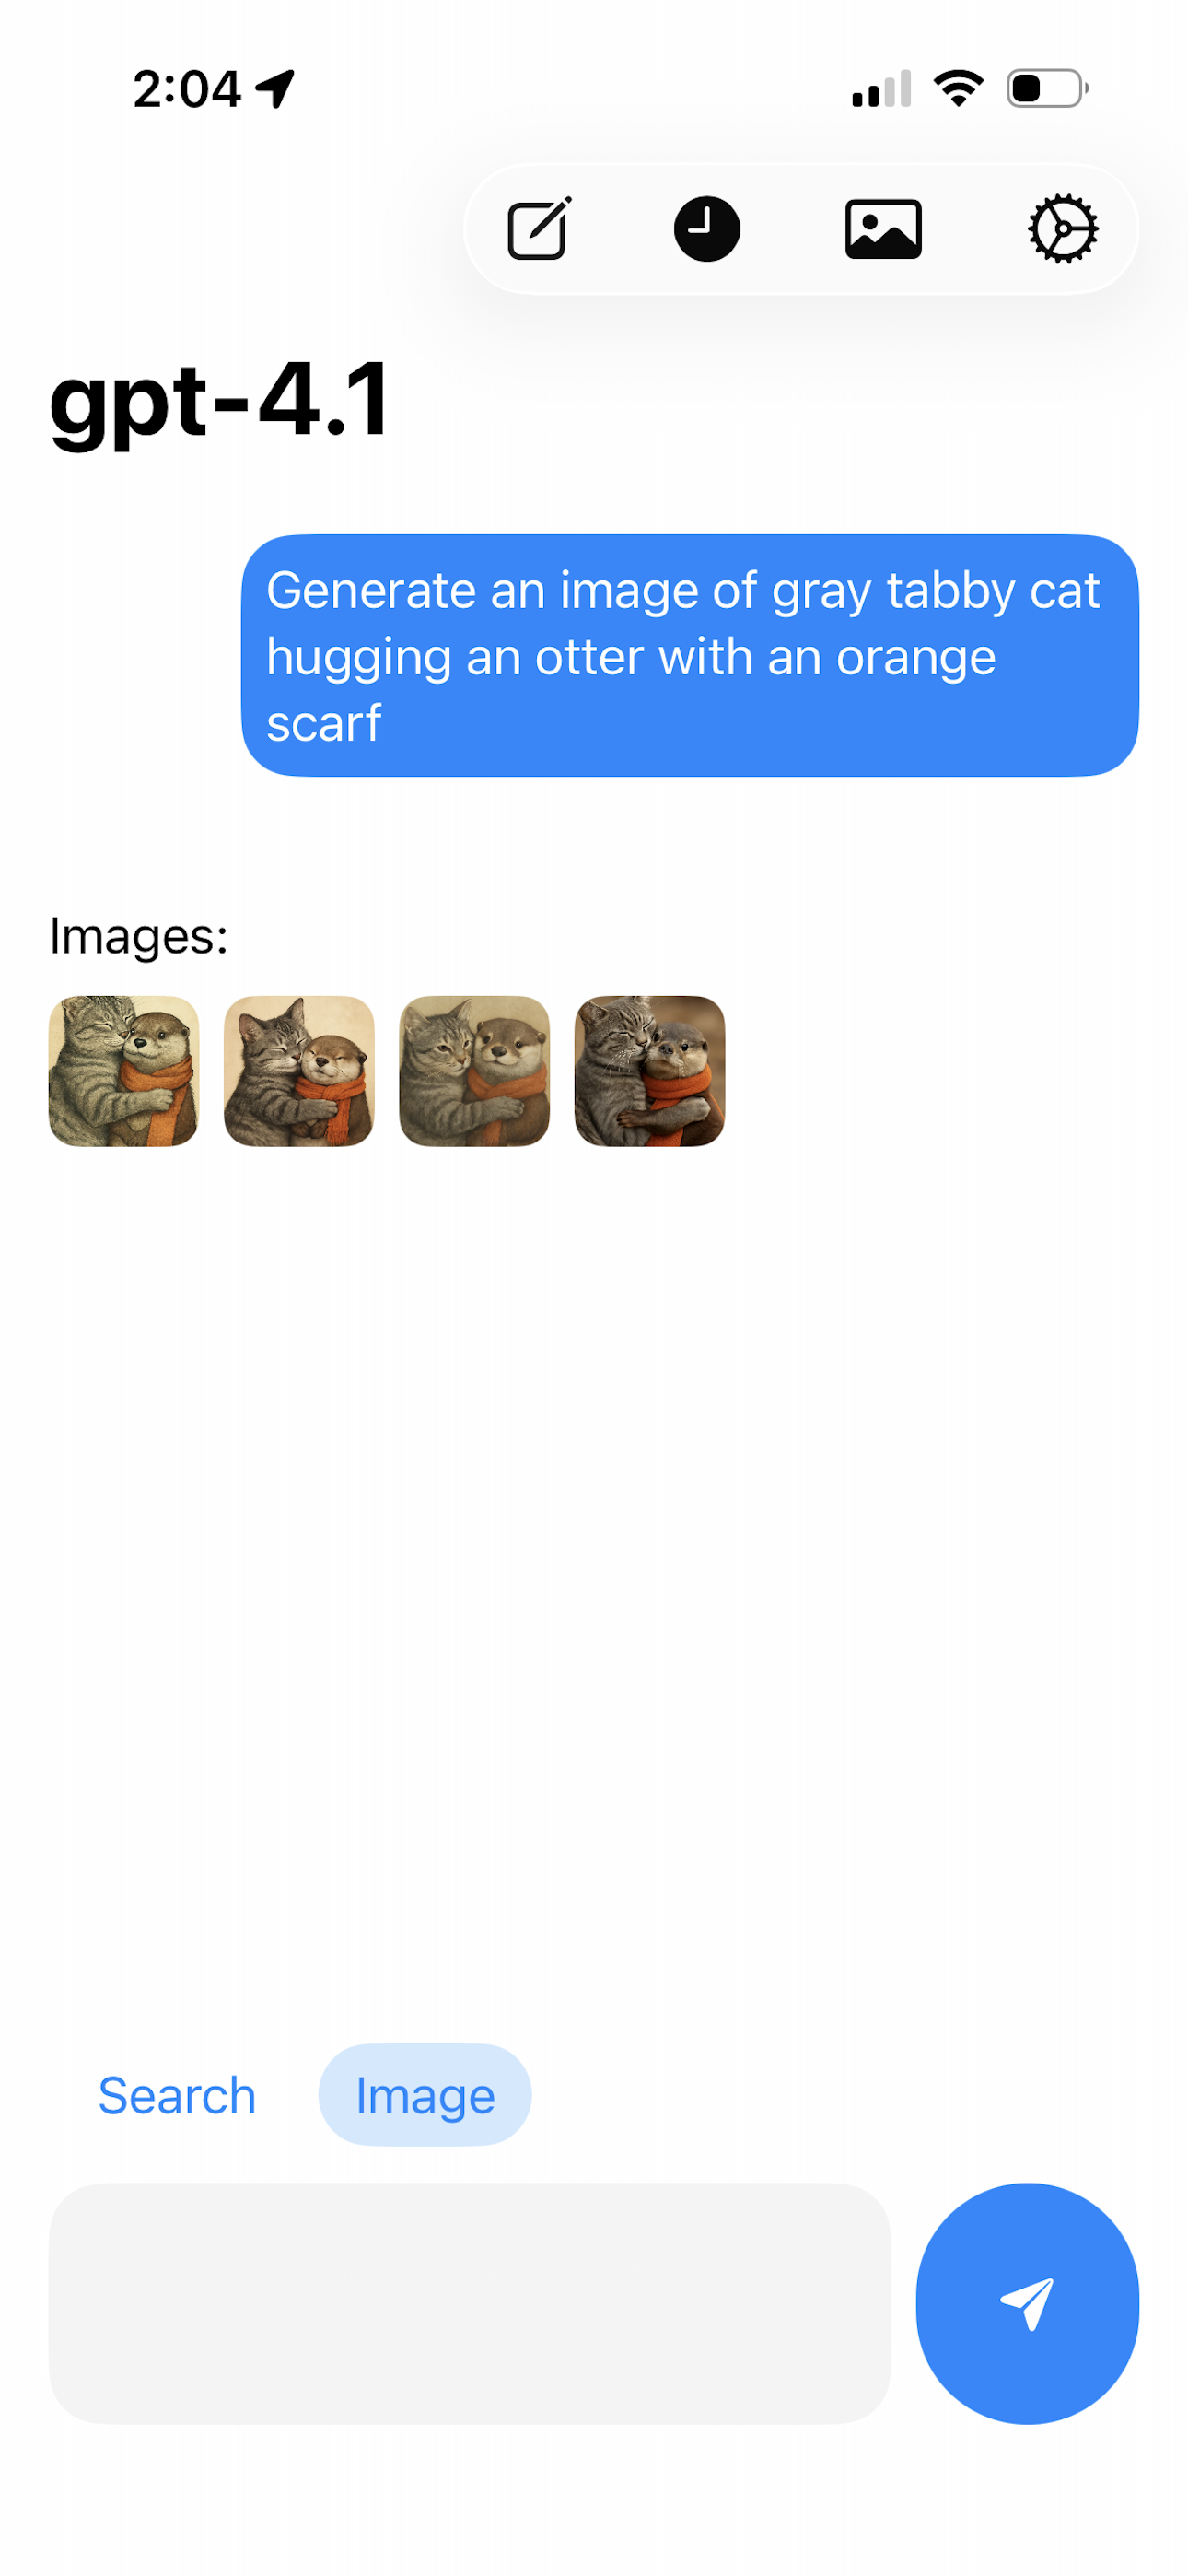 2:04
gpt-4.1
Generate an image of gray tabby cat
hugging an otter with an orange
scarf
Images:
Search
Image